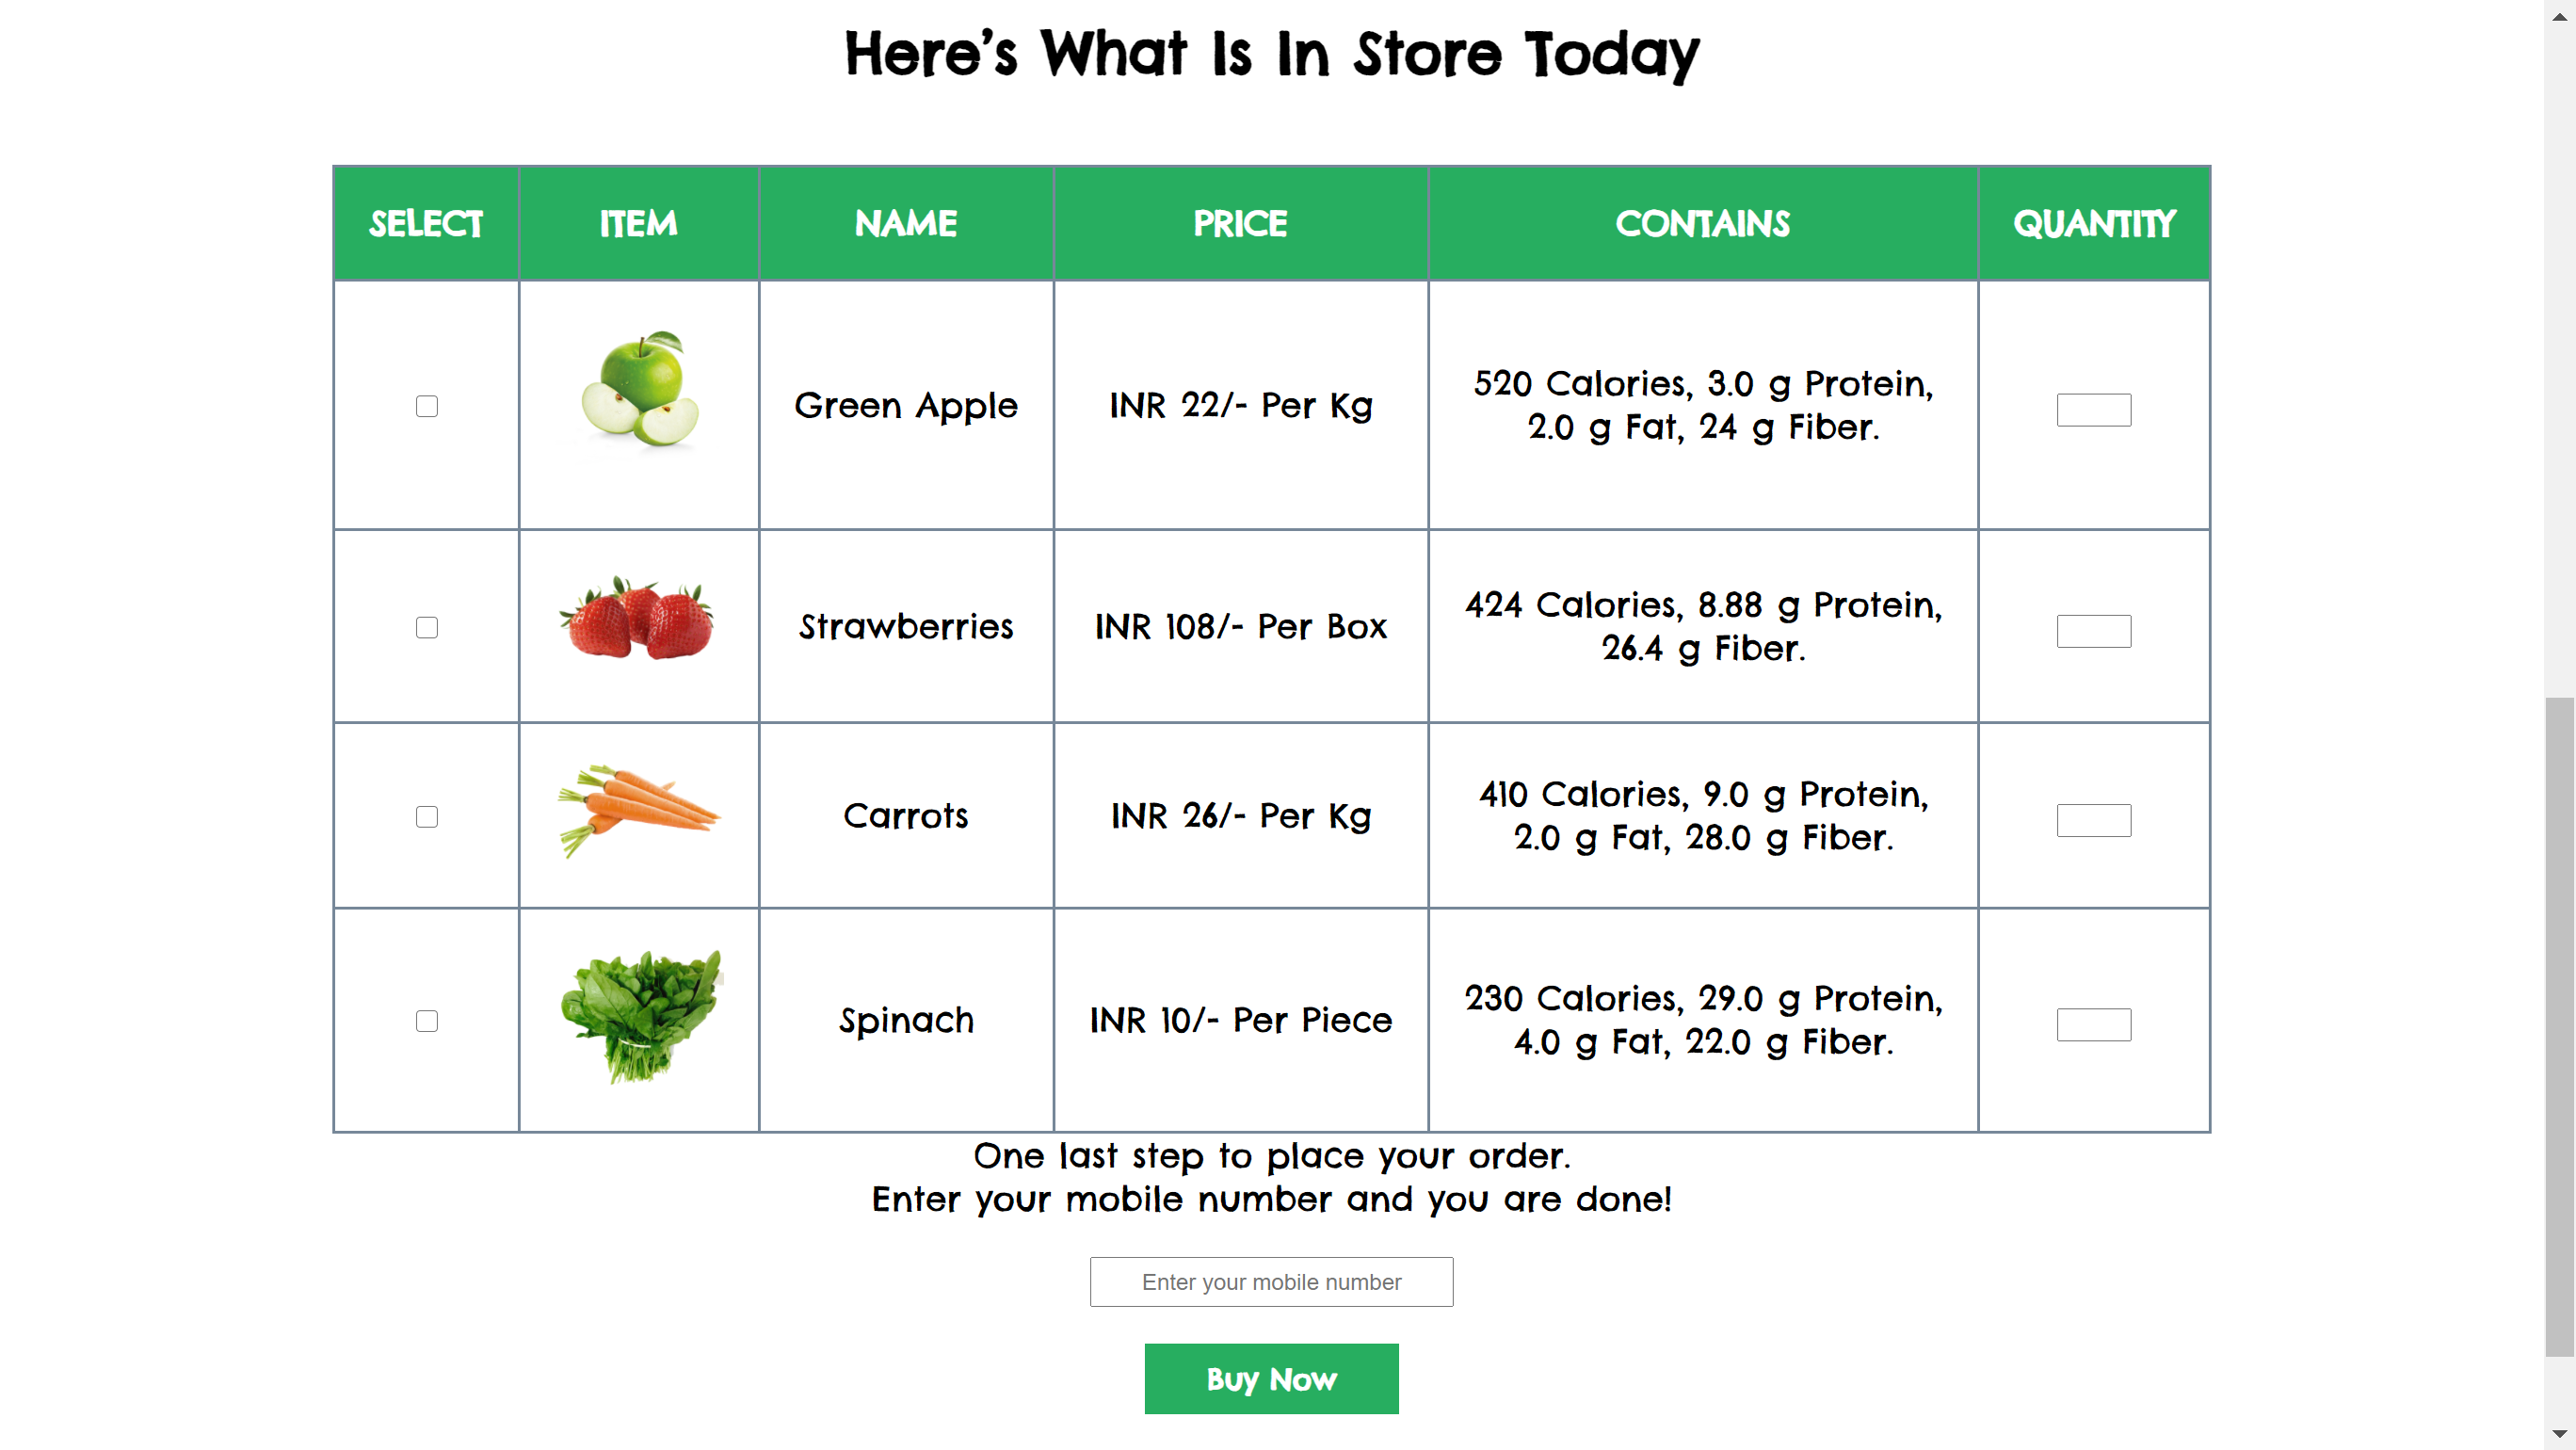 Here's What Is In Store Today
SELECT ITEM NAME PRICE CONTAINS QUANTITY
Green Apple INR 22/- Per Kg 520 Calories, 3.0 g Protein,
2.0 g Fat, 24 g Fiber.
Strawberries INR 108/- Per Box 424 Calories, 8.88 g Protein,
26.4 g Fiber.
Carrots INR 26/- Per Kg 410 Calories, 9.0 g Protein,
2.0 g Fat, 28.0 g Fiber.
Spinach INR 10/- Per Piece 230 Calories, 29.0 g Protein,
4.0 g Fat, 22.0 g Fiber.
One last step to place your order.
Enter your mobile number and you are done!
Enter your mobile number
Buy Now